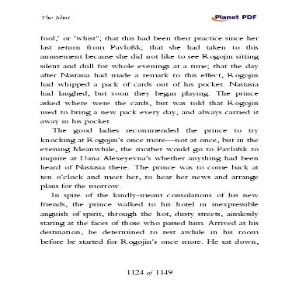 The Idiot
Planet PDF
fool,' or 'whist'; that this had been their practice since her
last return from Pavlofsk; that she had taken to this
amusement because she did not like to see Rogojin sitting
silent and dull for whole evenings at a time; that the day
after Nastasia had made a remark to this effect, Rogojin
had whipped a pack of cards out of his pocket. Nastasia
had laughed, but soon they began playing. The prince
asked where were the cards, but was told that Rogojin
used to bring a new pack every day, and always carried it
away in his pocket.
The good ladies recommended the prince to try
knocking at Rogojin's once more—not at once, but in the
evening Meanwhile, the mother would go to Pavlofsk to
inquire at Dana Alexeyevna's whether anything had been
heard of Nastasia there. The prince was to come back at
ten o'clock and meet her, to hear her news and arrange
plans for the morrow.
In spite of the kindly-meant consolations of his new
friends, the prince walked to his hotel in inexpressible
anguish of spirit, through the hot, dusty streets, aimlessly
staring at the faces of those who passed him. Arrived at his
destination, he determined to rest awhile in his room
before he started for Rogojin's once more. He sat down,
1124 of 1149